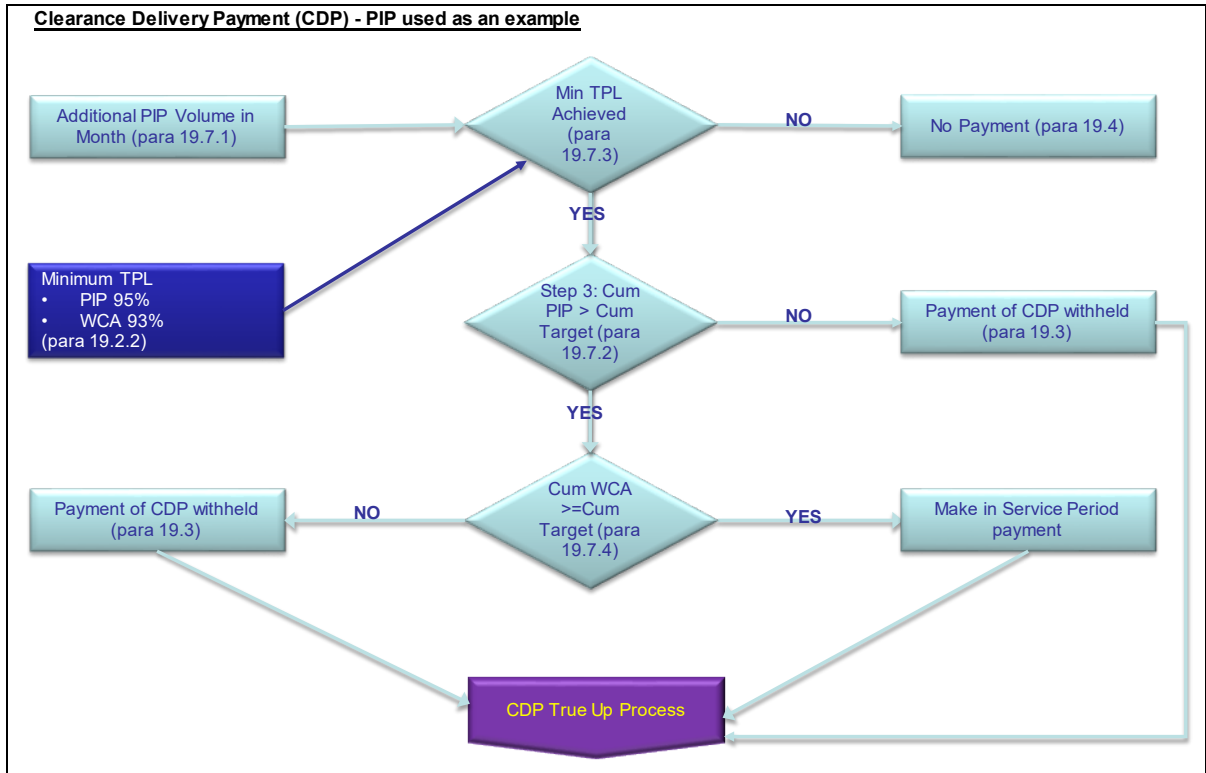 Clearance Delivery Payment (CDP) - PIP used as an example
Additional PIP Volume in
Month (para 19.7.1)
Min TPL
Achieved
(para
19.7.3)
NO
No Payment (para 19.4)
YES
Minimum TPL
• PIP 95%
• WCA 93%
(para 19.2.2)
Step 3: Cum
PIP > Cum
Target (para
19.7.2)
NO
Payment of CDP withheld
(para 19.3)
YES
Payment of CDP withheld
(para 19.3)
NO
Cum WCA
>=Cum
Target (para
19.7.4)
YES
Make in Service Period
payment
CDP True Up Process